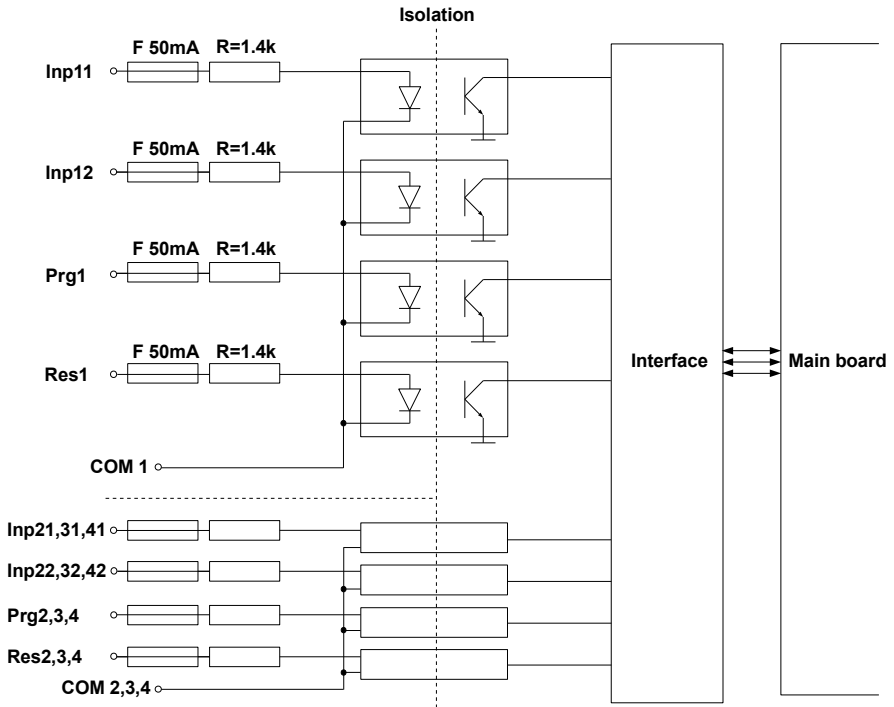 Isolation
F 50mA R=1.4k
Inp11
F 50mA R=1.4k
Inp12
F 50mA R=1.4k
Prg1
F 50mA R=1.4k
Res1
Interface
Main board
COM 1
Inp21,31,41
Inp22,32,42
Prg2,3,4
Res2,3,4
COM 2,3,4